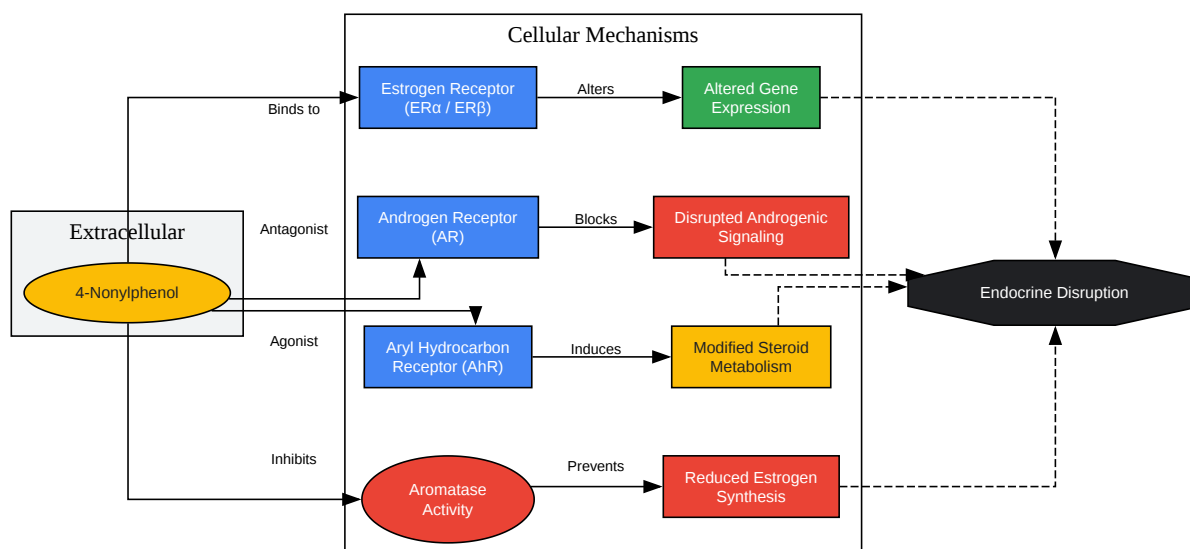 Cellular Mechanisms
Estrogen Receptor
(ERα / ERβ)
Alters
Altered Gene
Expression
Binds to
Androgen Receptor
(AR)
Blocks
Disrupted Androgenic
Signaling
Antagonist
Extracellular
4-Nonylphenol
Endocrine Disruption
Agonist
Aryl Hydrocarbon
Receptor (AhR)
Induces
Modified Steroid
Metabolism
Inhibits
Aromatase
Activity
Prevents
Reduced Estrogen
Synthesis